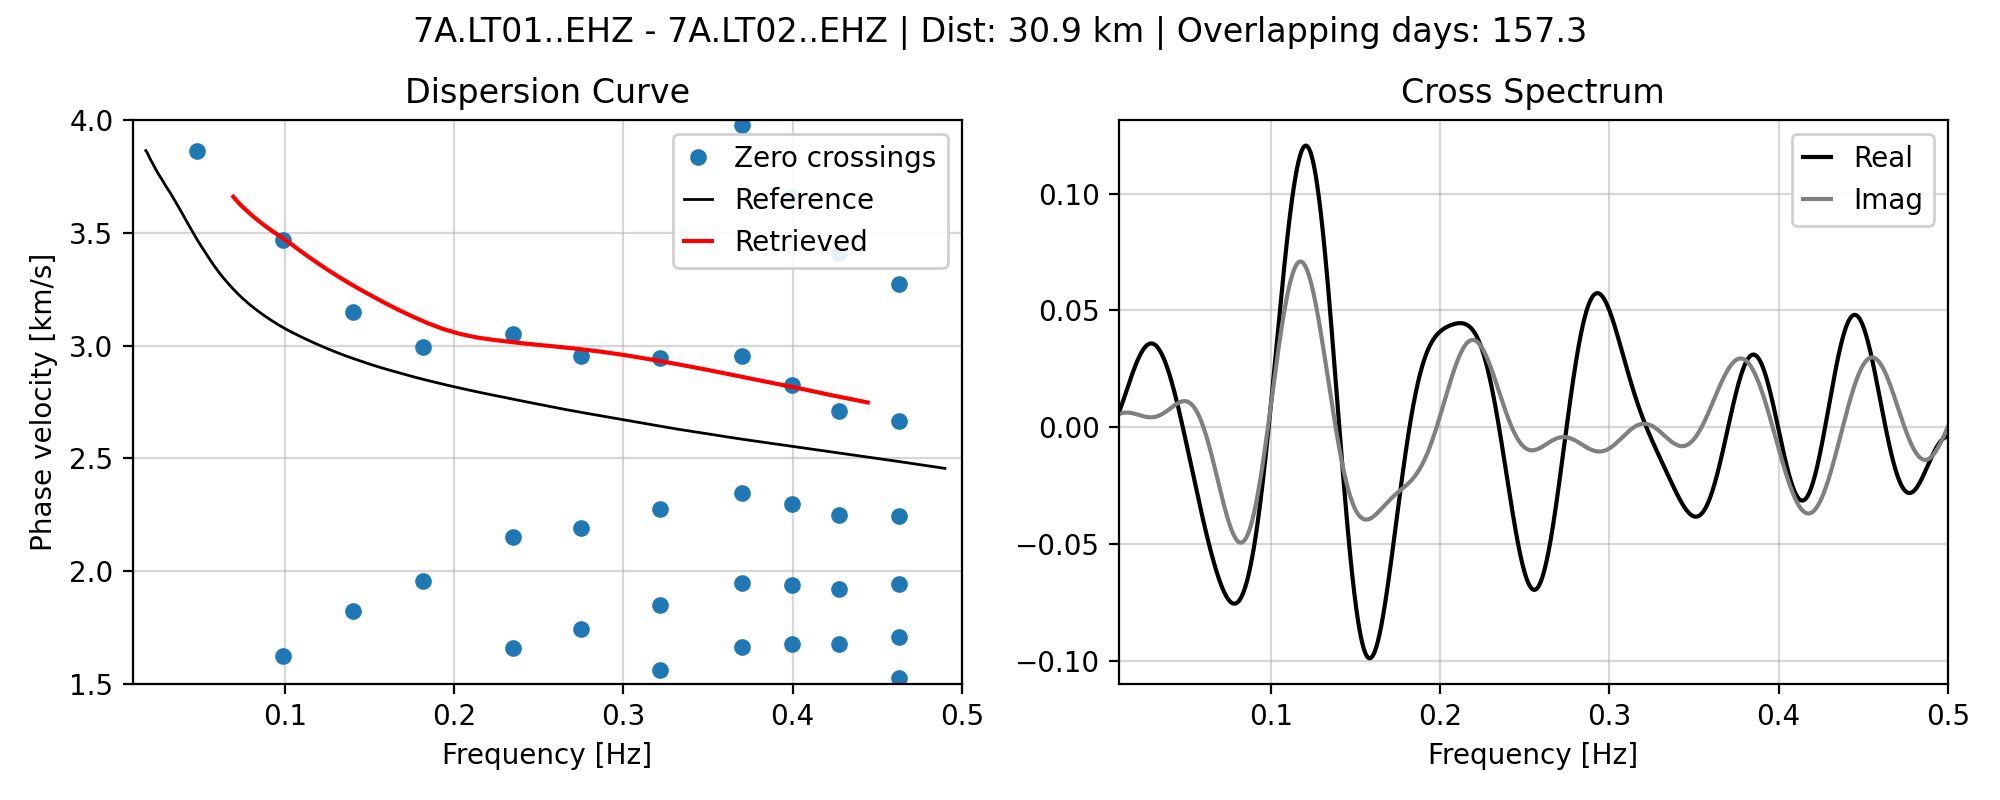 7A.LT01..EHZ - 7A.LT02..EHZ | Dist: 30.9 km | Overlapping days: 157.3
Dispersion Curve
4.0
3.5
3.0
2.5
2.0
1.5
Phase velocity [km/s]
Zero crossings
Reference
Retrieved
0.1 0.2 0.3 0.4 0.5
Frequency [Hz]
Cross Spectrum
0.10
0.05
0.00
−0.05
−0.10
Real
Imag
0.1 0.2 0.3 0.4 0.5
Frequency [Hz]